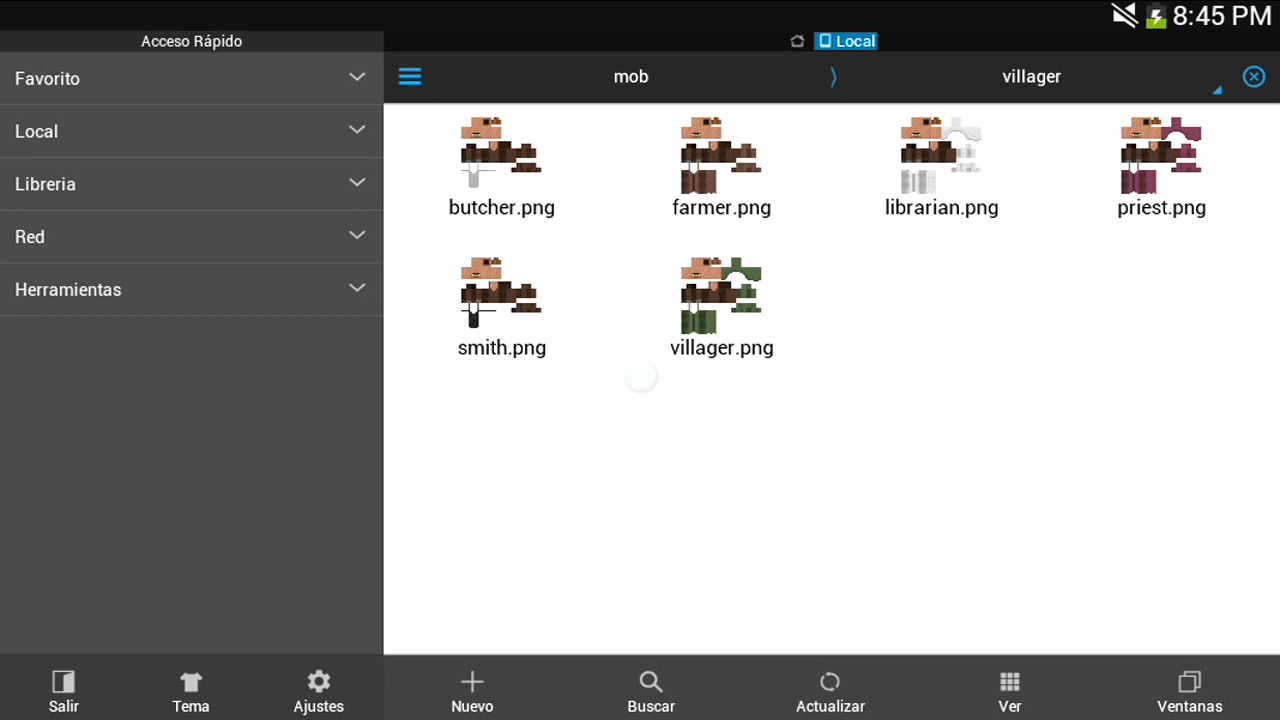 8:45 PM
Acceso Rápido
Local
Favorito
mob
villager
Local
Libreria
Red
Herramientas
butcher.png
farmer.png
librarian.png
priest.png
smith.png
villager.png
Salir
Tema
Ajustes
Nuevo
Buscar
Actualizar
Ver
Ventanas